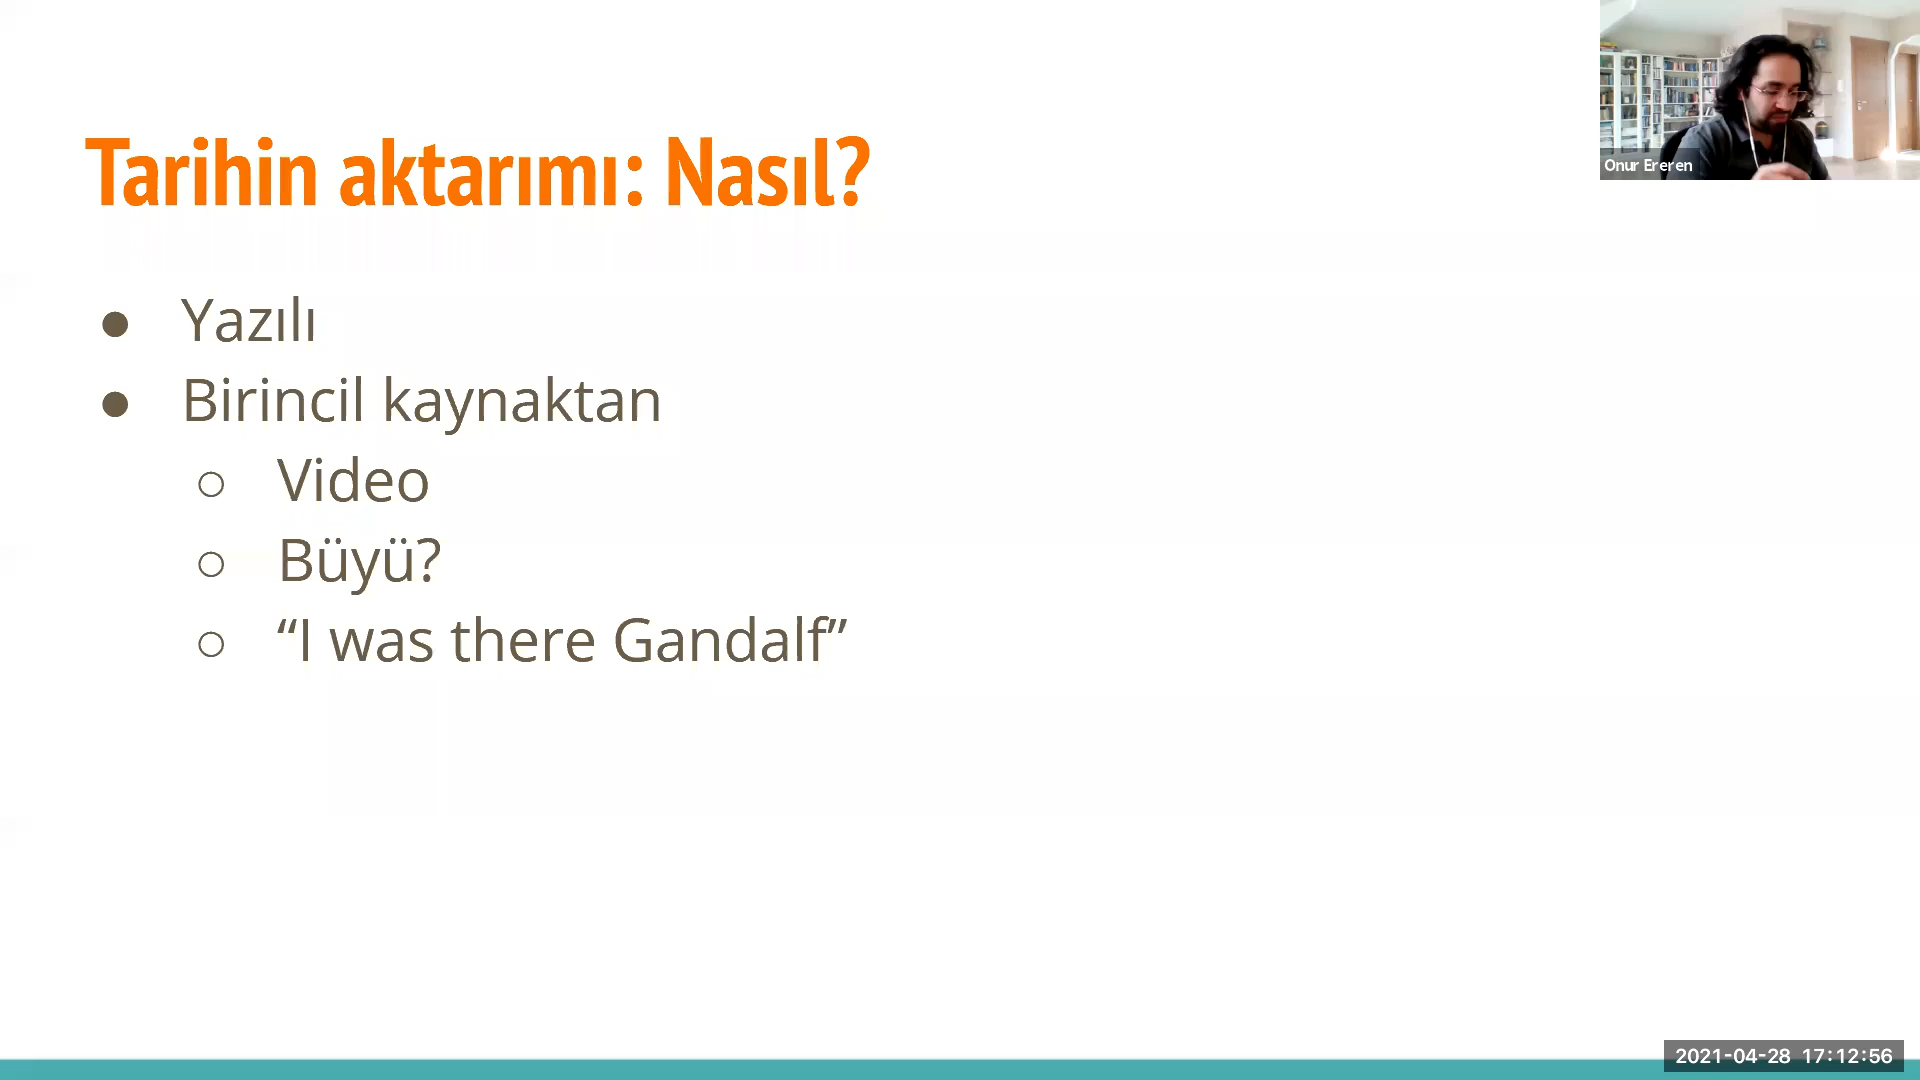 Tarihin aktarımı: Nasıl?
● Yazılı
● Birincil kaynaktan
○ Video
○ Büyü?
○ “I was there Gandalf”
Onur Ereren
2021-04-28 17:12:56